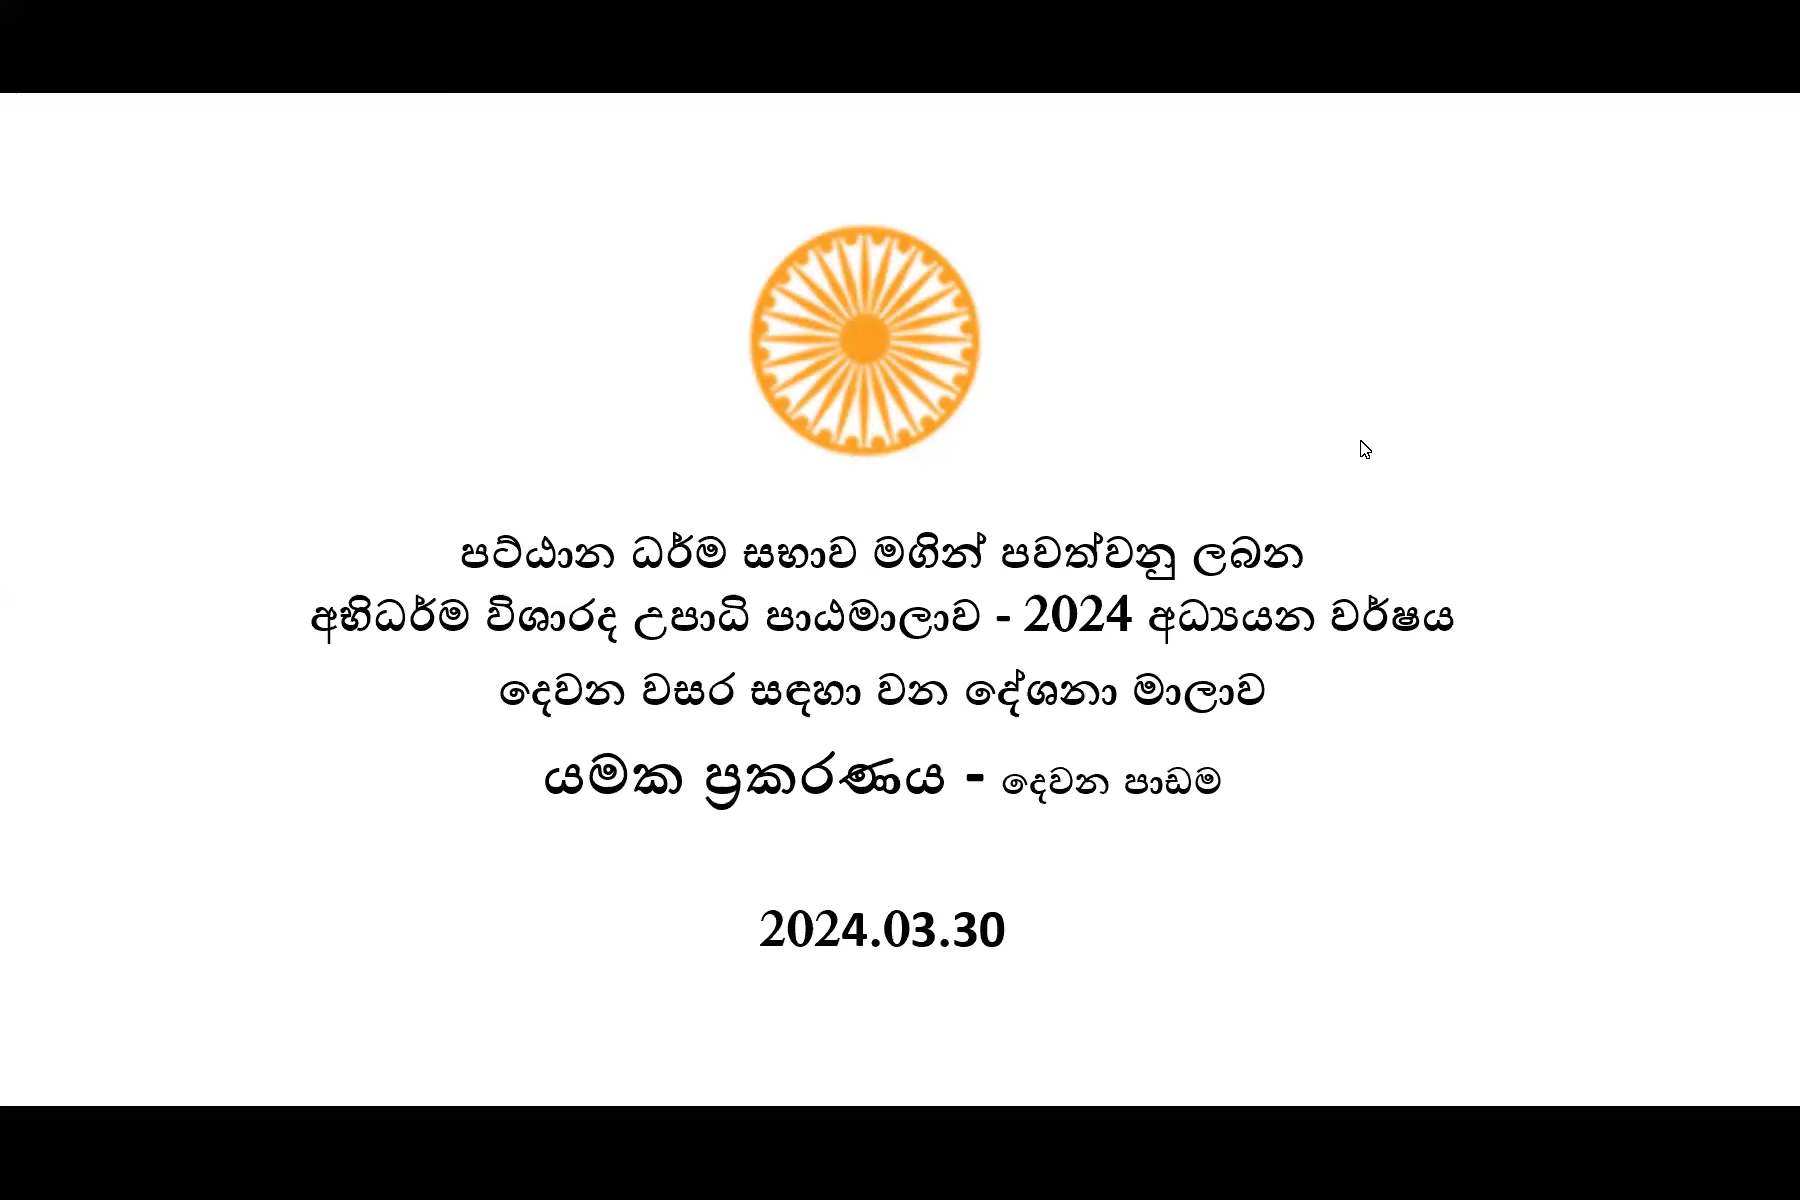 පට්ඨාන ධර්ම සභාව මගින් පවත්වනු ලබන
අභිධර්ම විශාරද උපාධි පාඨමාලාව - 2024 අධ්‍යයන වර්ෂය
දෙවන වසර සඳහා වන දේශනා මාලාව
යමක ප්‍රකරණය - දෙවන පාඩම
2024.03.30